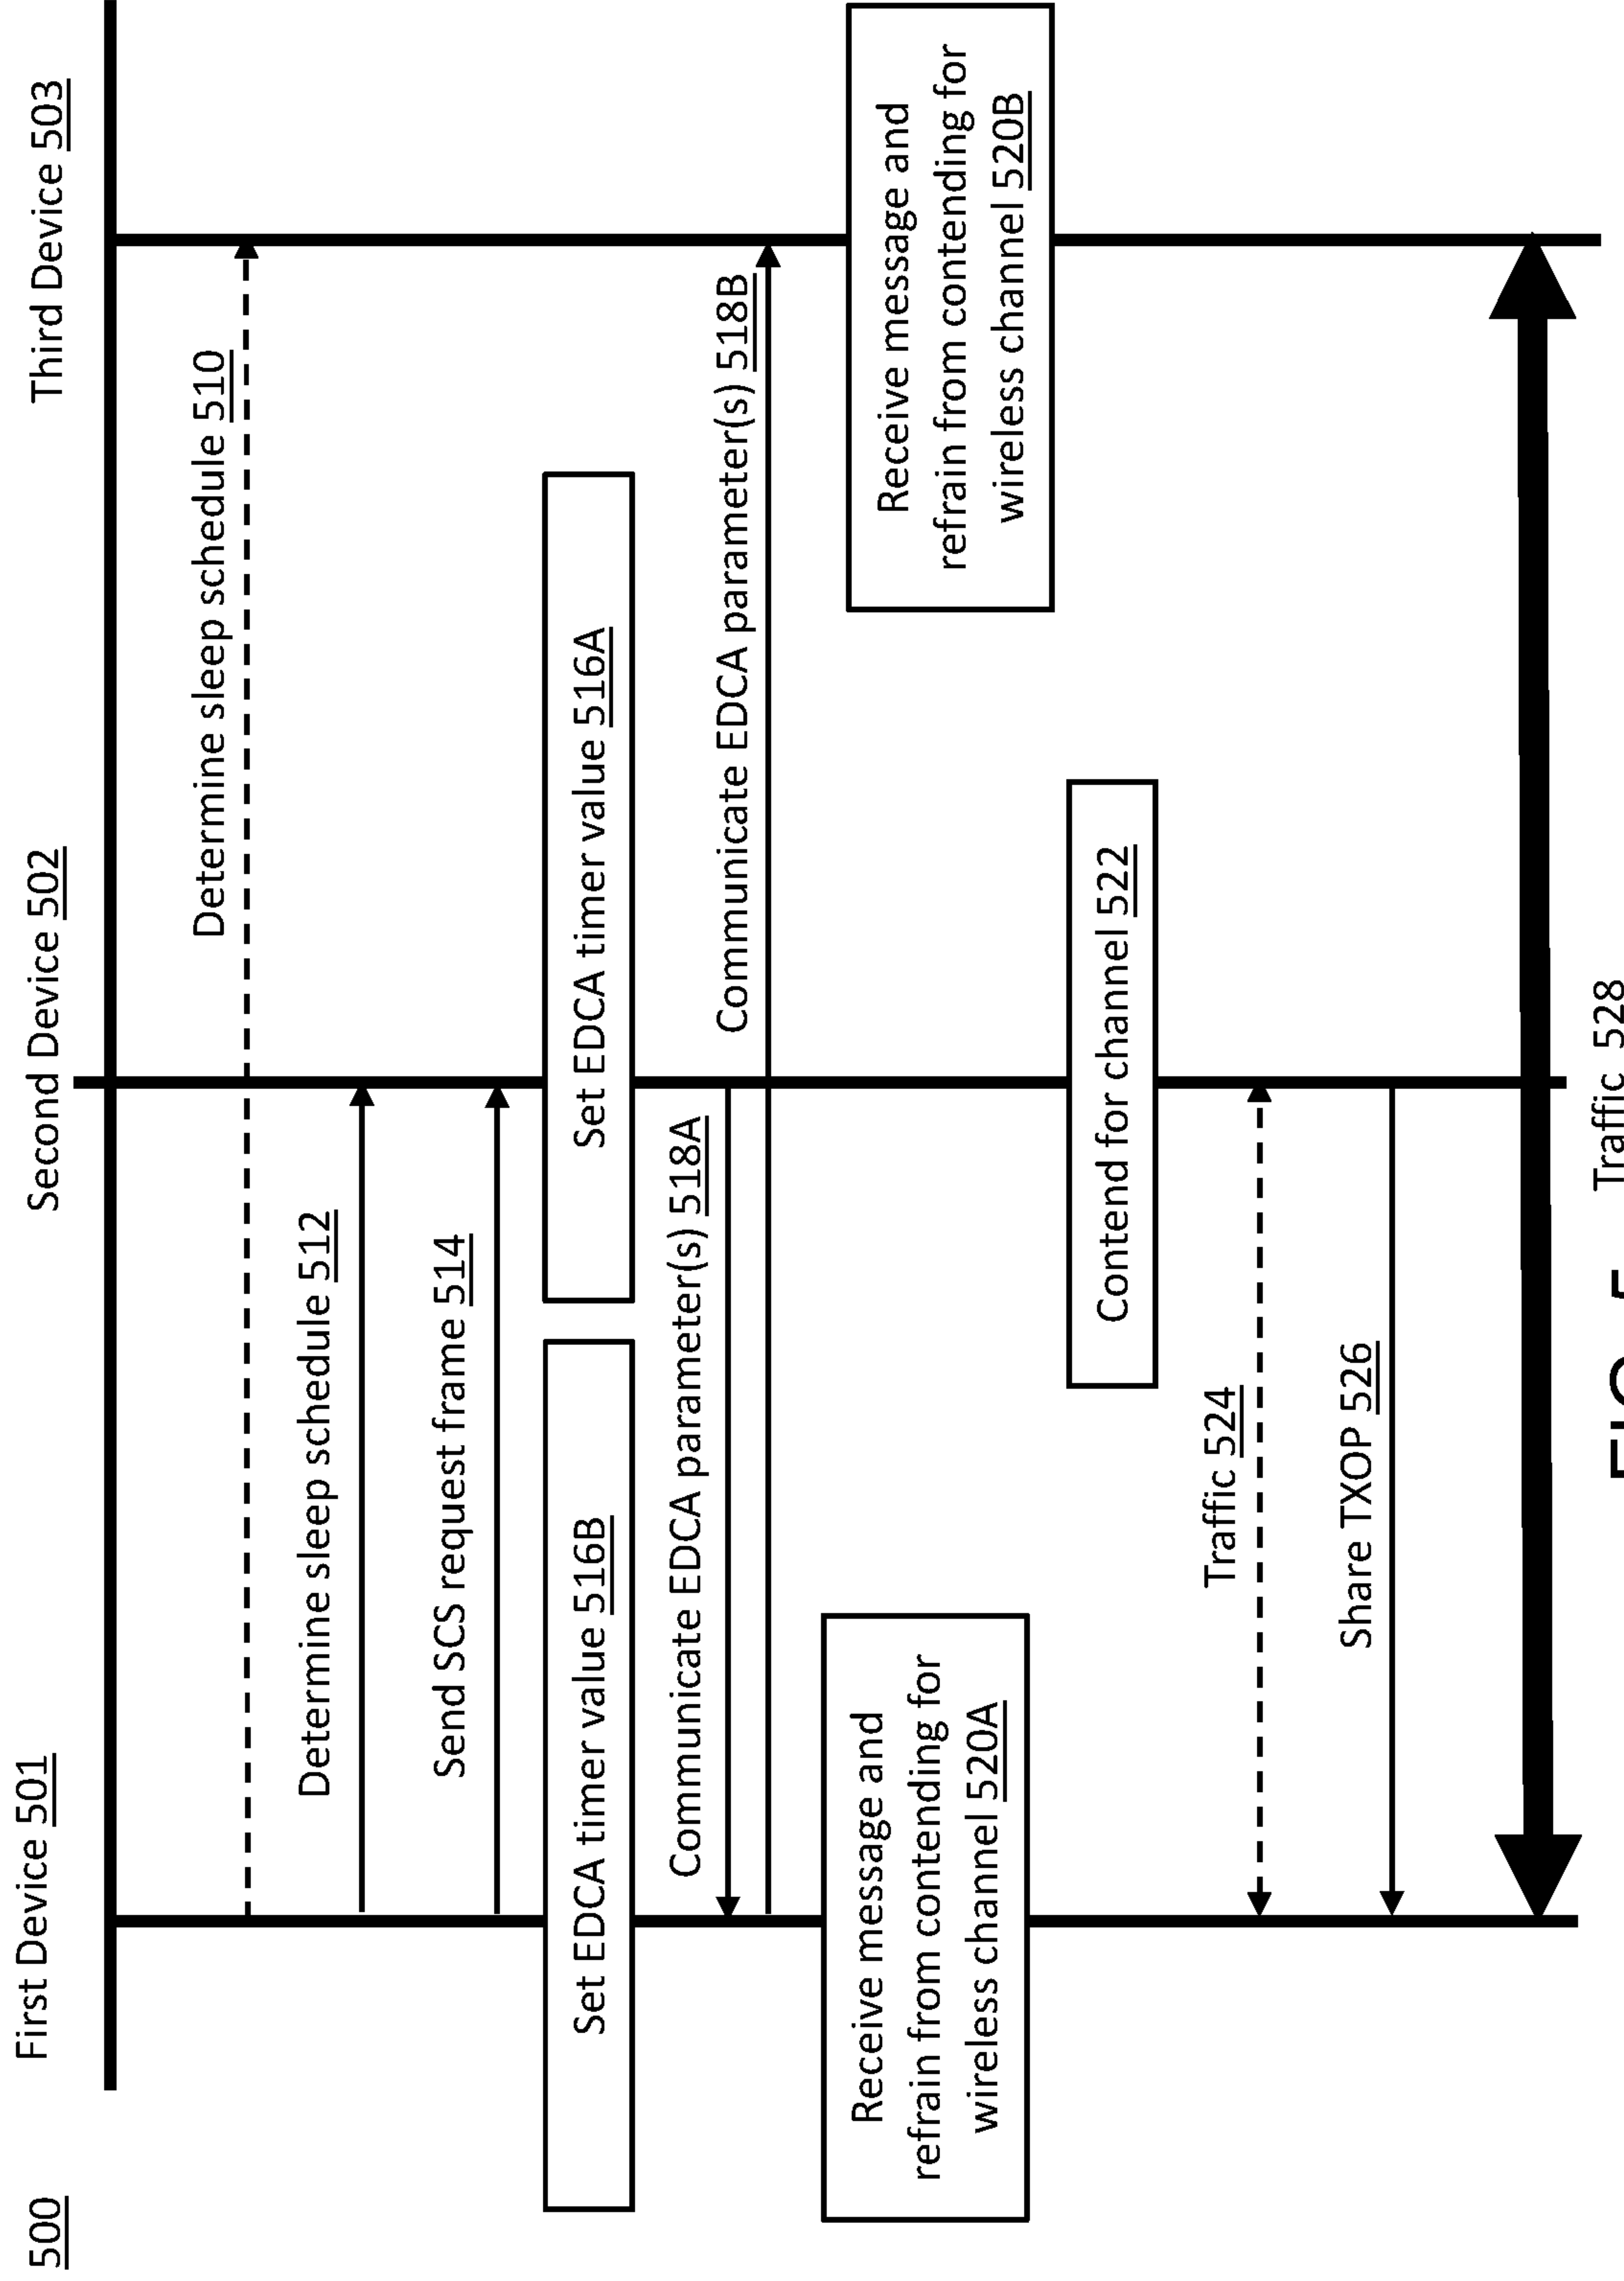 500
First Device 501
Second Device 502
Third Device 503
Determine sleep schedule 510
Determine sleep schedule 512
Send SCS request frame 514
Set EDCA timer value 516B
Set EDCA timer value 516A
Communicate EDCA parameter(s) 518A
Communicate EDCA parameter(s) 518B
Receive message and
refrain from contending for
wireless channel 520A
Receive message and
refrain from contending for
wireless channel 520B
Contend for channel 522
Traffic 524
Share TXOP 526
Traffic 528